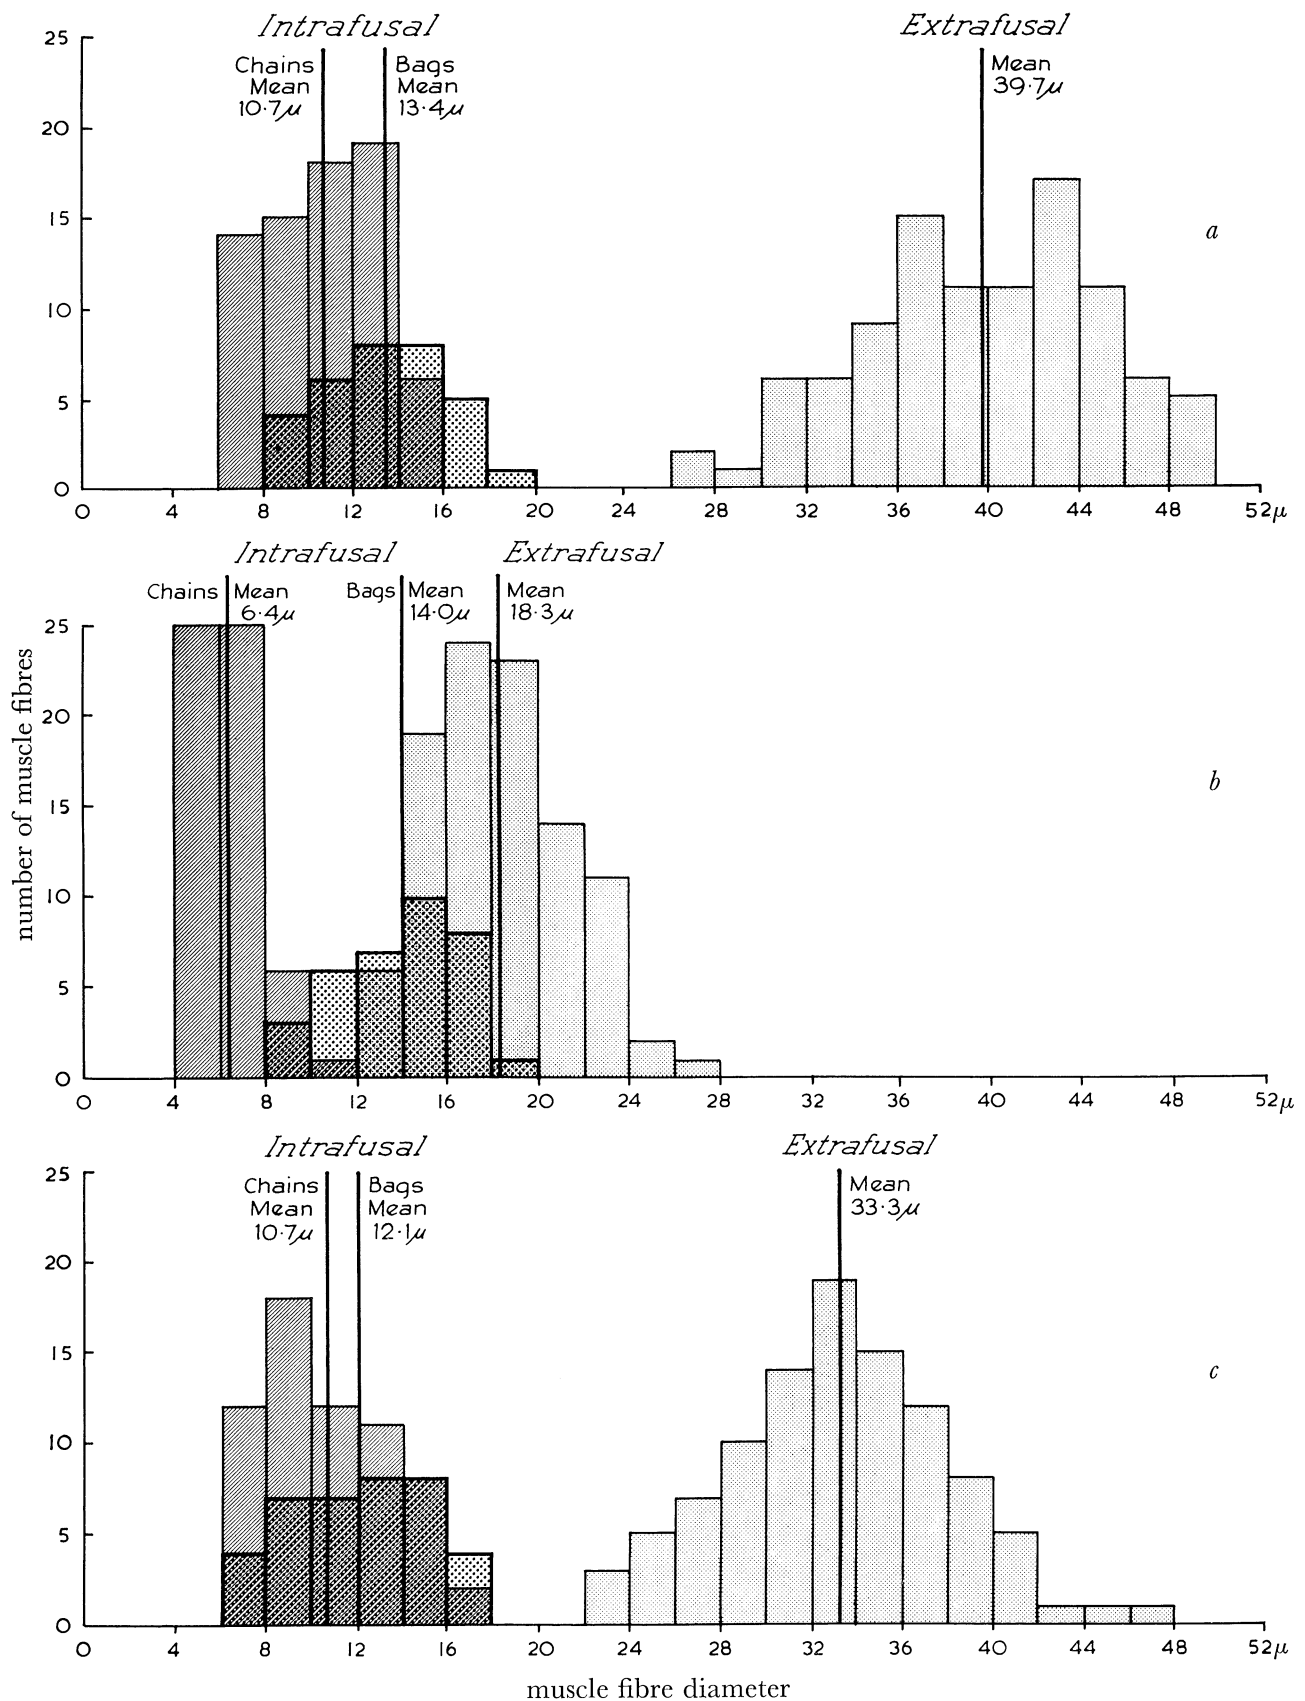 Intrafusal Extrafusal
Chains Bags Mean
Mean Mean 39·7μ
10·7μ 13·4μ
25
20
15
10
5
0
a
0 4 8 12 16 20 24 28 32 36 40 44 48 52μ
Intrafusal Extrafusal
Chains Mean Bags Mean Mean
6·4μ 14·0μ 18·3μ
25
20
15
10
5
0
b
number of muscle fibres
0 4 8 12 16 20 24 28 32 36 40 44 48 52μ
Intrafusal Extrafusal
Chains Bags Mean
Mean Mean 33·3μ
10·7μ 12·1μ
25
20
15
10
5
0
c
0 4 8 12 16 20 24 28 32 36 40 44 48 52μ
muscle fibre diameter